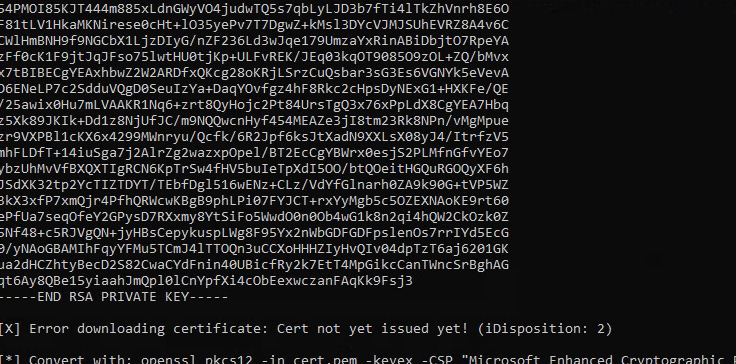 54PMOI85KJT444m885xLdnGWyVO4judwTQ5s7qbLyLJD3b7fTi4lTkZhVnrh8E6O
F81tLV1HkaMKNirese0cHt+lO35yePv7T7DgwZ+kMsl3DYcVJMJSUhEVRZ8A4v6C
CWlHmBNH9f9NGCbX1LjzDIyG/nZF236Ld3wJqe179UmzaYxRinABiDbjtO7RpeYA
zFf0cK1F9jtJqJFso75lwtHU0tjKp+ULFvREK/JEq03kqOT9085O9zOL+ZQ/bMvx
x7tBIBECgYEAxhbwZ2W2ARDfxQKcg28oKRjLSrzCuQsbar3sG3Es6VGNYk5eVevA
D6ENeLP7c2SdduVQgD0SeuIzYa+DaqYOvfgz4hF8Rkc2cHpsDyNExG1+HXKFe/QE
/25awix0Hu7mLVAAKR1Nq6+zrt8QyHojc2Pt84UrsTgQ3x76xPpLdX8CgYEA7Hbq
z5Xk89JKIk+Dd1z8NjUfJC/m9NQQwcnHyf454MEAZe3jI8tm23Rk8NPn/vMgMpue
zr9VXPBl1cKX6x4299MWnryu/Qcfk/6R2Jpf6ksJtXadN9XXLsX08yJ4/ItrfzV5
mhFLDfT+14iuSga7j2AlrZg2wazxpOpel/BT2EcCgYBWrx0esjS2PLMfnGfvYEo7
ybzUhMvVfBXQXTIgRCN6KpTrSw4fHV5buIeTpXdI5OO/btQOeitHGQuRGOQyXF6h
JSdXK32tp2YcTIZTDYT/TEbfDgl516wENz+CLz/VdYfGlnarh0ZA9k90G+tVP5WZ
3kX3xfP7xmQjr4PfhQRWcwKBgB9phLPi07FYJCT+rxYyMgb5c5OZEXNAoKE9rt60
ePfUa7seqOfeY2GPysD7RXxmy8YtSiFo5WwdO0n0Ob4wG1k8n2qi4hQW2CkOzk0Z
5Nf48+c5RJVgQN+jyHBsCepykuspLWg8F95Yx2nWbGDFGDFpslenOs7rrIYd5EcG
0/yNAoGBAMIhFqyYFMu5TCmJ4lTTOQn3uCCXoHHHZIyHvQIv04dpTzT6aj6201GK
ua2dHCZhtyBecD2S82CwaCYdFnin40UBicfRy2k7EtT4MpGikcCanTWncSrBghAG
qt6Ay8QBe15yiaahJmQpl0lCnYpfXi4cObEexwczanFAqKk9Fsj3
-----END RSA PRIVATE KEY-----
[X] Error downloading certificate: Cert not yet issued yet! (iDisposition: 2)
[*] Convert with: openssl pkcs12 -in cert.pem -keyex -CSP "Microsoft Enhanced Cryptographic